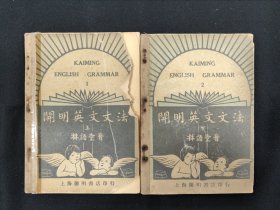 KAIMING
ENGLISH GRAMMAR
1
開明英文文法
上
林語堂著
上海開明書店印行
KAIMING
ENGLISH GRAMMAR
2
開明英文文法
下
林語堂著
上海開明書店印行